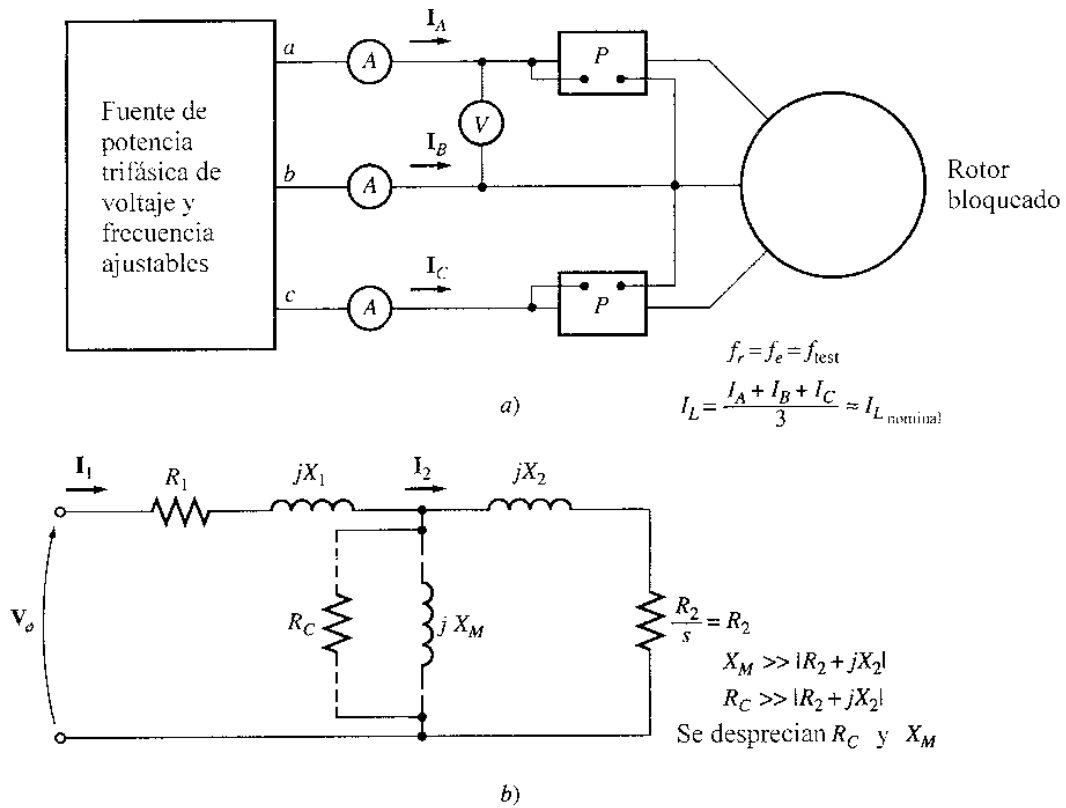 Fuente de
potencia
trifásica de
voltaje y
frecuencia
ajustables
a
A
I_A
P
V
b
A
I_B
Rotor
bloqueado
c
A
I_C
P
f_r = f_e = f_test
I_L = (I_A + I_B + I_C)/3 ≈ I_L nominal
a)
I_1
R_1
jX_1
I_2
jX_2
V_ø
R_C
j X_M
R_2/s = R_2
X_M >> |R_2 + jX_2|
R_C >> |R_2 + jX_2|
Se desprecian R_C y X_M
b)